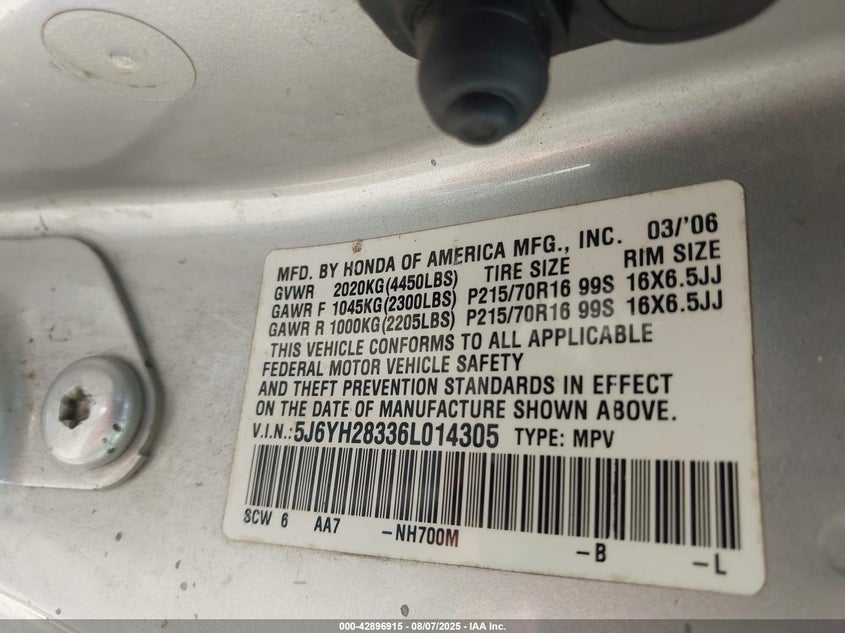 MFD. BY HONDA OF AMERICA MFG., INC. 03/'06
GVWR 2020KG(4450LBS) TIRE SIZE RIM SIZE
GAWR F 1045KG(2300LBS) P215/70R16 99S 16X6.5JJ
GAWR R 1000KG(2205LBS) P215/70R16 99S 16X6.5JJ
THIS VEHICLE CONFORMS TO ALL APPLICABLE
FEDERAL MOTOR VEHICLE SAFETY
AND THEFT PREVENTION STANDARDS IN EFFECT
ON THE DATE OF MANUFACTURE SHOWN ABOVE.
V.I.N.: 5J6YH28336L014305 TYPE: MPV
SCW 6 AA7 -NH700M -B -L
000-42896915 - 08/07/2025 - IAA Inc.